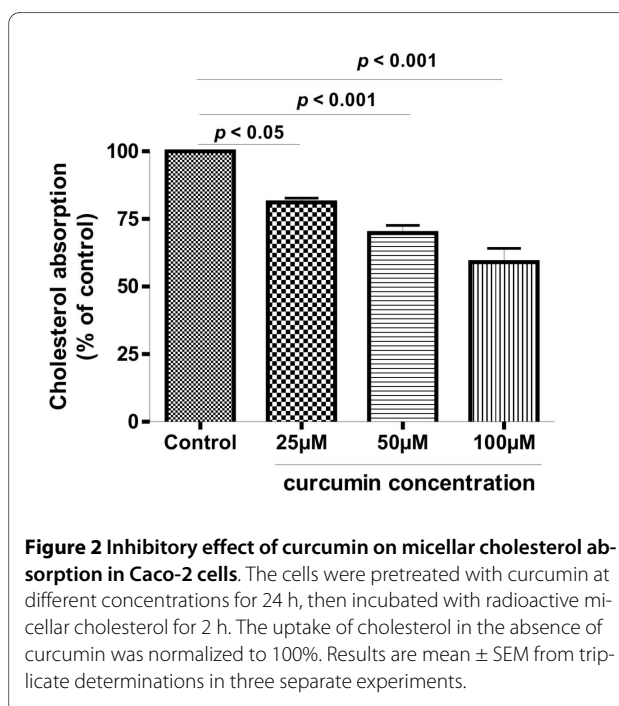 p < 0.001
p < 0.001
p < 0.05
Cholesterol absorption
(% of control)
100
75
50
25
0
Control 25µM 50µM 100µM
curcumin concentration
Figure 2 Inhibitory effect of curcumin on micellar cholesterol ab-
sorption in Caco-2 cells. The cells were pretreated with curcumin at
different concentrations for 24 h, then incubated with radioactive mi-
cellar cholesterol for 2 h. The uptake of cholesterol in the absence of
curcumin was normalized to 100%. Results are mean ± SEM from trip-
licate determinations in three separate experiments.